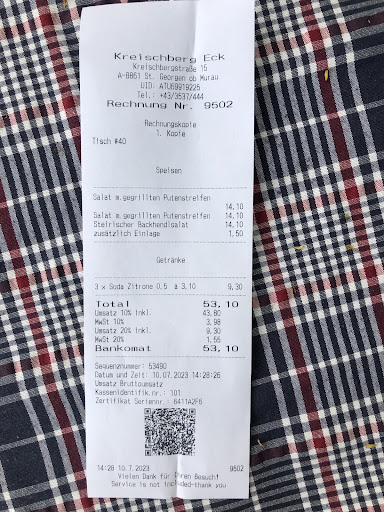 Kreischberg Eck
Kreischbergstraße 15
A-8861 St. Georgen ob Murau
UID: ATU69919225
Tel.: +43/3537/444
Rechnung Nr. 9502
Rechnungskopie
1. Kopie
Tisch #40
Speisen
Salat m.gegrillten Putenstreifen
14,10
Salat m.gegrillten Putenstreifen 14,10
Steirischer Backhendlsalat 14,10
zusätzlich Einlage 1,50
Getränke
3 x Soda Zitrone 0,5 à 3,10 9,30
Total 53,10
Umsatz 10% Inkl. 43,80
MwSt 10% 3,98
Umsatz 20% Inkl. 9,30
MwSt 20% 1,55
Bankomat 53,10
Sequenznummer: 53490
Datum und Zeit: 10.07.2023 14:28:26
Umsatz Bruttoumsatz
Kassenidentifik.nr.: 101
Zertifikat Seriennr.: 6411A2F6
14:28 10.7.2023 9502
Vielen Dank für Ihren Besuch!
Service is not included-thank you